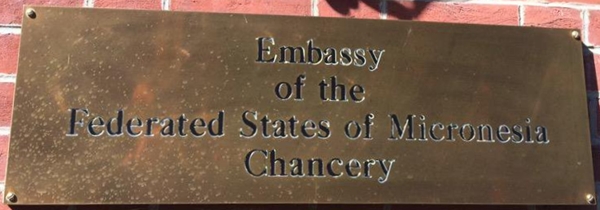 Embassy
of the
Federated States of Micronesia
Chancery